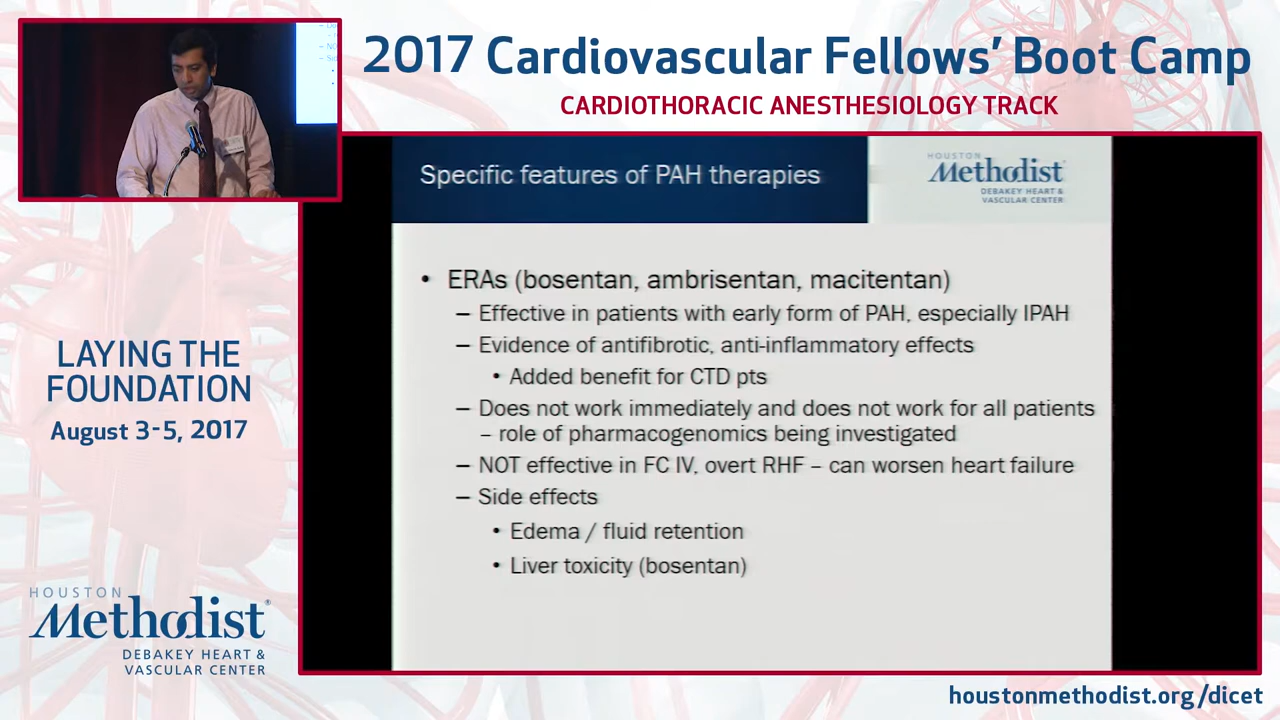 2017 Cardiovascular Fellows’ Boot Camp
CARDIOTHORACIC ANESTHESIOLOGY TRACK
Specific features of PAH therapies
HOUSTON
Methodist®
DEBAKEY HEART &
VASCULAR CENTER
• ERAs (bosentan, ambrisentan, macitentan)
– Effective in patients with early form of PAH, especially IPAH
– Evidence of antifibrotic, anti-inflammatory effects
• Added benefit for CTD pts
– Does not work immediately and does not work for all patients
– role of pharmacogenomics being investigated
– NOT effective in FC IV, overt RHF – can worsen heart failure
– Side effects
• Edema / fluid retention
• Liver toxicity (bosentan)
LAYING THE
FOUNDATION
August 3-5, 2017
HOUSTON
Methodist®
DEBAKEY HEART &
VASCULAR CENTER
houstonmethodist.org/dicet